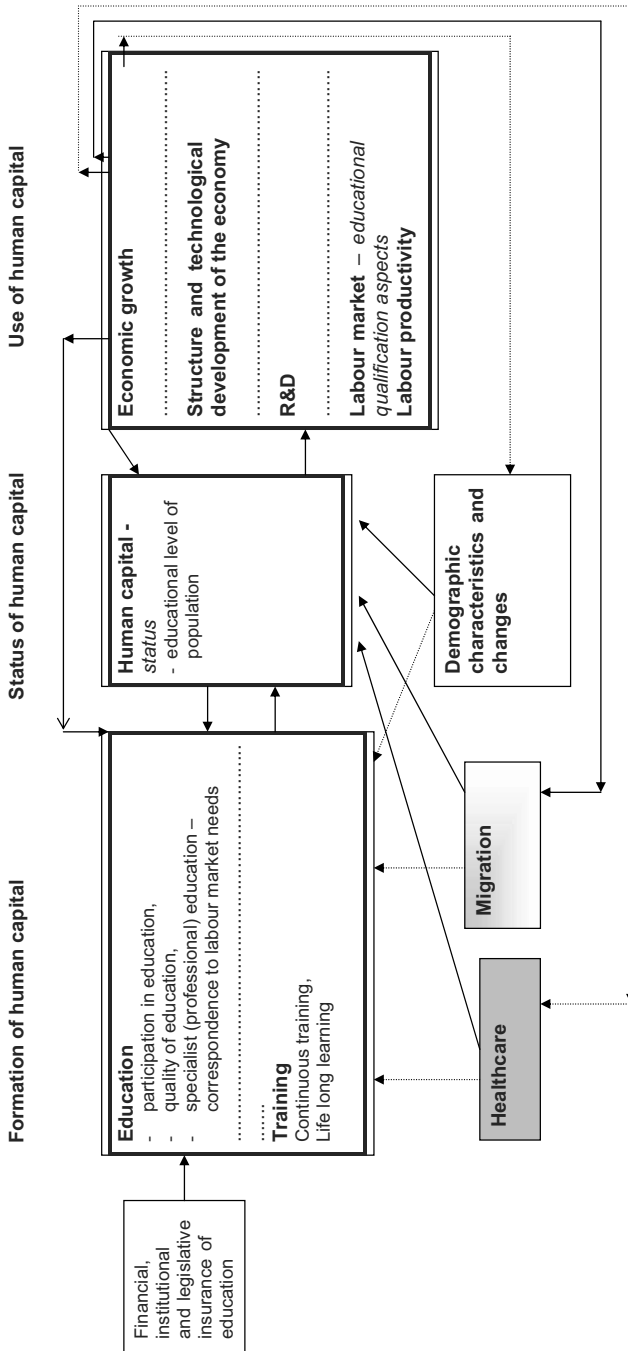 Formation of human capital
Status of human capital
Use of human capital
Financial,
institutional
and legislative
insurance of
education
Education
- participation in education,
- quality of education,
- specialist (professional) education –
correspondence to labour market needs
..........................................................
......
Training
Continuous training,
Life long learning
Human capital -
status
- educational level of
population
Economic growth
..........................................................
Structure and technological
development of the economy
..........................................................
R&D
..........................................................
Labour market – educational
qualification aspects
Labour productivity
Healthcare
Migration
Demographic
characteristics and
changes